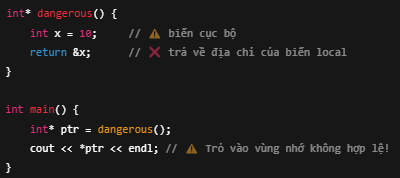 int* dangerous() {
    int x = 10;      // ⚠️ biến cục bộ
    return &x;       // ❌ trả về địa chỉ của biến local
}
int main() {
    int* ptr = dangerous();
    cout << *ptr << endl; // ⚠️ Trỏ vào vùng nhớ không hợp lệ!
}